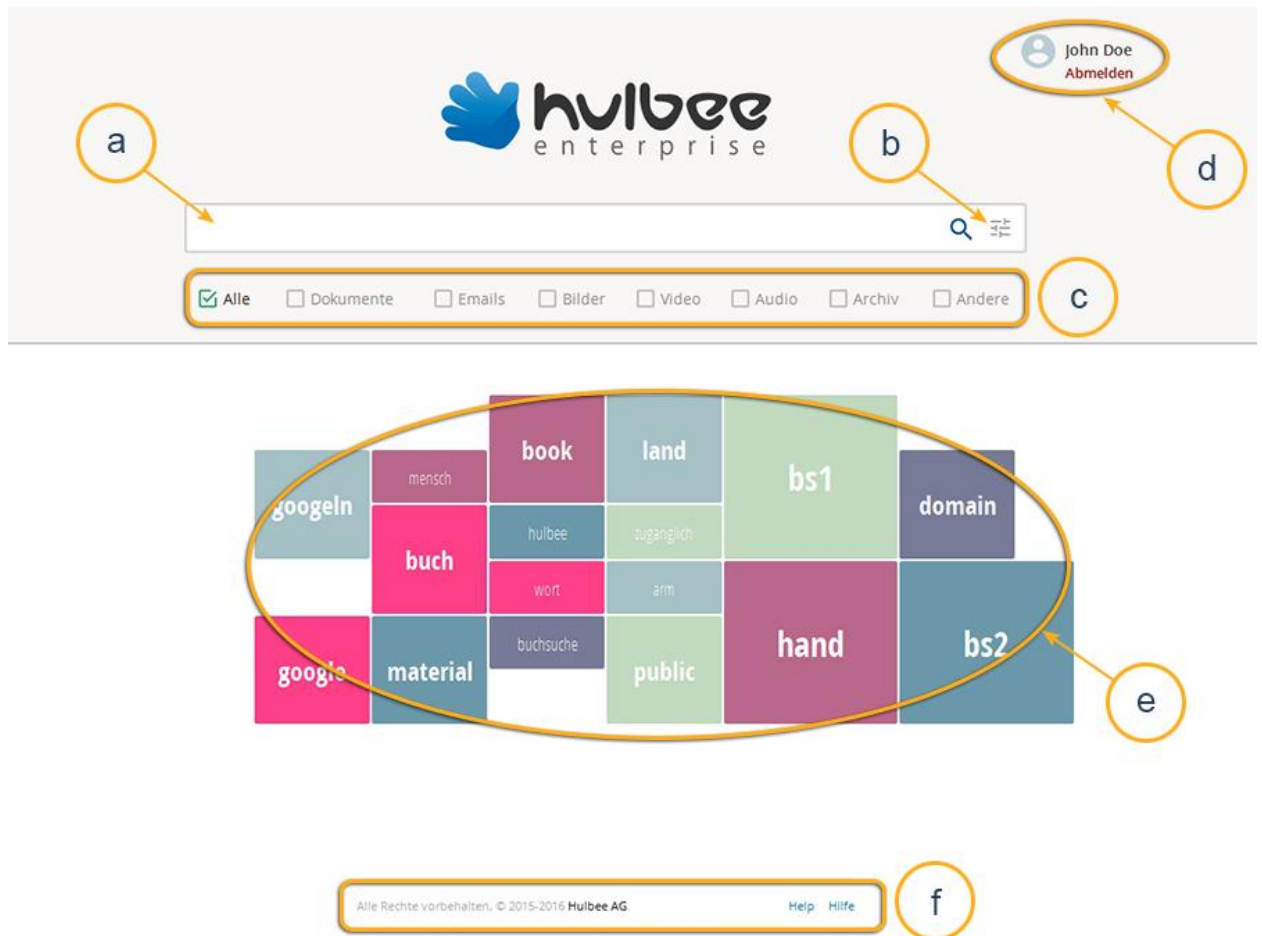 John Doe
Abmelden
hulbee
enterprise
a
b
d
Alle Dokumente Emails Bilder Video Audio Archiv Andere
c
book land bs1
mensch
googeln domain
hulbee zugänglich
buch
wort arm
buchsuche hand bs2
google material public
e
Alle Rechte vorbehalten, © 2015-2016 Hulbee AG Help Hilfe
f